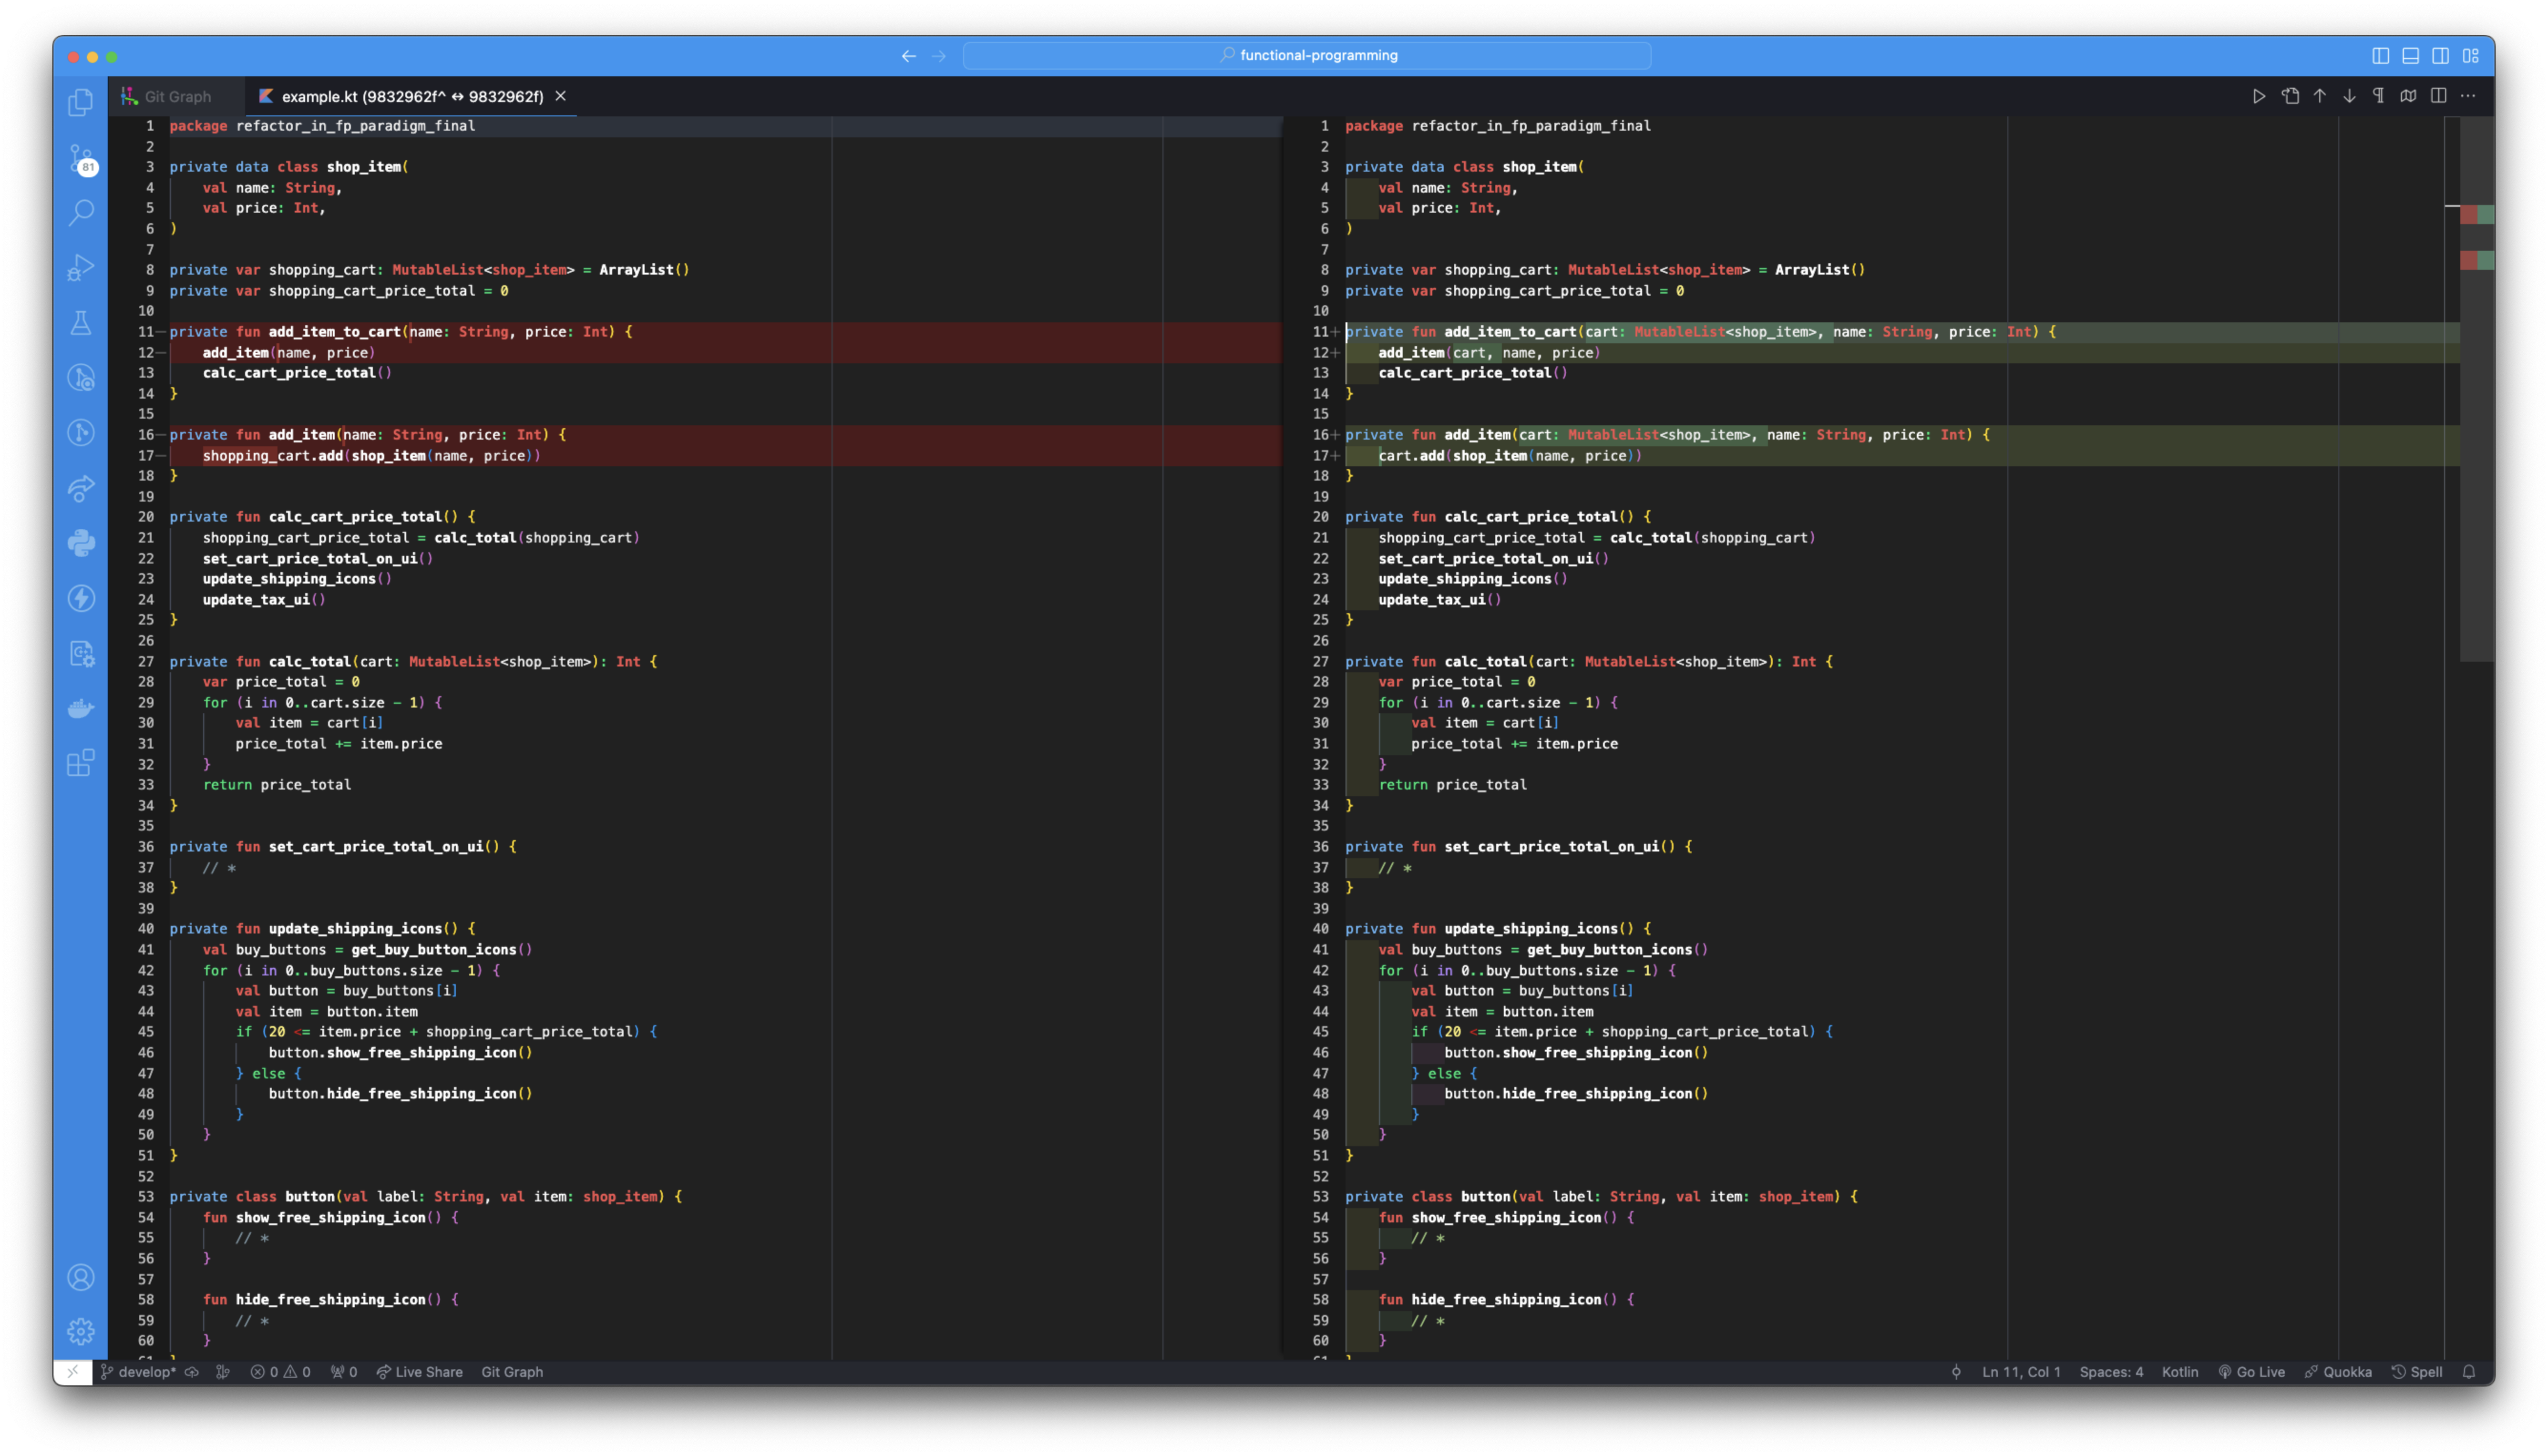 functional-programming
Git Graph
example.kt (9832962f^ ↔ 9832962f)
81
1 package refactor_in_fp_paradigm_final
2
3 private data class shop_item(
4 val name: String,
5 val price: Int,
6 )
7
8 private var shopping_cart: MutableList<shop_item> = ArrayList()
9 private var shopping_cart_price_total = 0
10
11— private fun add_item_to_cart(name: String, price: Int) {
12— add_item(name, price)
13 calc_cart_price_total()
14 }
15
16— private fun add_item(name: String, price: Int) {
17— shopping_cart.add(shop_item(name, price))
18 }
19
20 private fun calc_cart_price_total() {
21 shopping_cart_price_total = calc_total(shopping_cart)
22 set_cart_price_total_on_ui()
23 update_shipping_icons()
24 update_tax_ui()
25 }
26
27 private fun calc_total(cart: MutableList<shop_item>): Int {
28 var price_total = 0
29 for (i in 0..cart.size - 1) {
30 val item = cart[i]
31 price_total += item.price
32 }
33 return price_total
34 }
35
36 private fun set_cart_price_total_on_ui() {
37 // *
38 }
39
40 private fun update_shipping_icons() {
41 val buy_buttons = get_buy_button_icons()
42 for (i in 0..buy_buttons.size - 1) {
43 val button = buy_buttons[i]
44 val item = button.item
45 if (20 <= item.price + shopping_cart_price_total) {
46 button.show_free_shipping_icon()
47 } else {
48 button.hide_free_shipping_icon()
49 }
50 }
51 }
52
53 private class button(val label: String, val item: shop_item) {
54 fun show_free_shipping_icon() {
55 // *
56 }
57
58 fun hide_free_shipping_icon() {
59 // *
60 }
1 package refactor_in_fp_paradigm_final
2
3 private data class shop_item(
4 val name: String,
5 val price: Int,
6 )
7
8 private var shopping_cart: MutableList<shop_item> = ArrayList()
9 private var shopping_cart_price_total = 0
10
11+ private fun add_item_to_cart(cart: MutableList<shop_item>, name: String, price: Int) {
12+ add_item(cart, name, price)
13 calc_cart_price_total()
14 }
15
16+ private fun add_item(cart: MutableList<shop_item>, name: String, price: Int) {
17+ cart.add(shop_item(name, price))
18 }
19
20 private fun calc_cart_price_total() {
21 shopping_cart_price_total = calc_total(shopping_cart)
22 set_cart_price_total_on_ui()
23 update_shipping_icons()
24 update_tax_ui()
25 }
26
27 private fun calc_total(cart: MutableList<shop_item>): Int {
28 var price_total = 0
29 for (i in 0..cart.size - 1) {
30 val item = cart[i]
31 price_total += item.price
32 }
33 return price_total
34 }
35
36 private fun set_cart_price_total_on_ui() {
37 // *
38 }
39
40 private fun update_shipping_icons() {
41 val buy_buttons = get_buy_button_icons()
42 for (i in 0..buy_buttons.size - 1) {
43 val button = buy_buttons[i]
44 val item = button.item
45 if (20 <= item.price + shopping_cart_price_total) {
46 button.show_free_shipping_icon()
47 } else {
48 button.hide_free_shipping_icon()
49 }
50 }
51 }
52
53 private class button(val label: String, val item: shop_item) {
54 fun show_free_shipping_icon() {
55 // *
56 }
57
58 fun hide_free_shipping_icon() {
59 // *
60 }
develop* 0 0 0 Live Share Git Graph
Ln 11, Col 1 Spaces: 4 Kotlin Go Live Quokka Spell